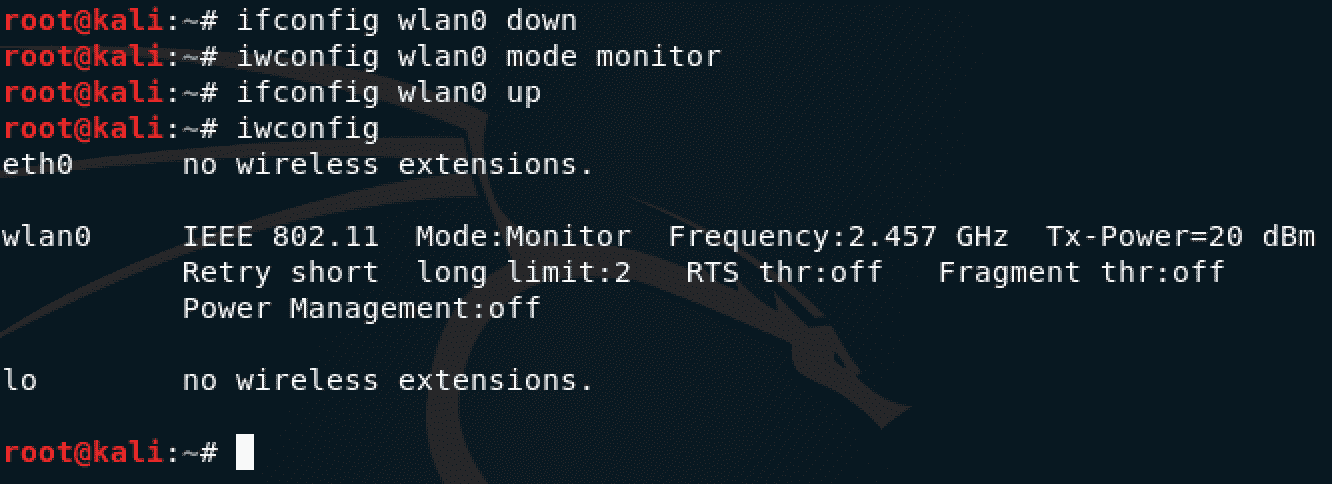 root@kali:~# ifconfig wlan0 down
root@kali:~# iwconfig wlan0 mode monitor
root@kali:~# ifconfig wlan0 up
root@kali:~# iwconfig
eth0      no wireless extensions.
wlan0     IEEE 802.11  Mode:Monitor  Frequency:2.457 GHz  Tx-Power=20 dBm
          Retry short  long limit:2   RTS thr:off   Fragment thr:off
          Power Management:off
lo        no wireless extensions.
root@kali:~#